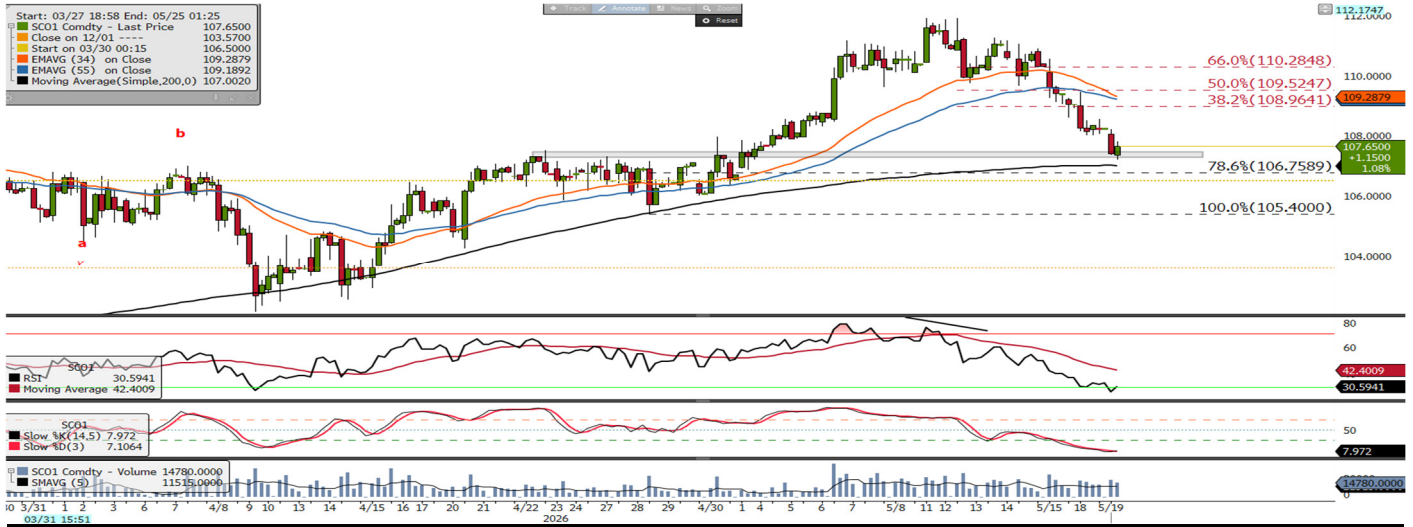 Track Annotate News Zoom
Reset
Start: 03/27 18:58 End: 05/25 01:25
SCO1 Comdty - Last Price 107.6500
Close on 12/01 ---- 103.5700
Start on 03/30 00:15 106.5000
EMAVG (34) on Close 109.2879
EMAVG (55) on Close 109.1892
Moving Average(Simple,200,0) 107.0020
112.1747
112.0000
66.0%(110.2848)
110.0000
50.0%(109.5247)
38.2%(108.9641)
109.2879
b
108.0000
107.6500
+1.1500
1.08%
78.6%(106.7589)
106.0000
100.0%(105.4000)
a
v
104.0000
80
60
SCO1
RSI 30.5941
Moving Average 42.4009
42.4009
30.5941
SCO1
Slow %K(14,5) 7.972
Slow %D(3) 7.1064
50
7.972
SCO1 Comdty - Volume 14780.0000
SMAVG (5) 11515.0000
14780.0000
0
30 3/31 1 2 3 6 7 4/8 9 10 13 14 4/15 16 17 20 21 4/22 23 24 27 28 29 4/30 1 4 5 6 7 5/8 11 12 13 14 5/15 18 5/19
03/31 15:51
2026